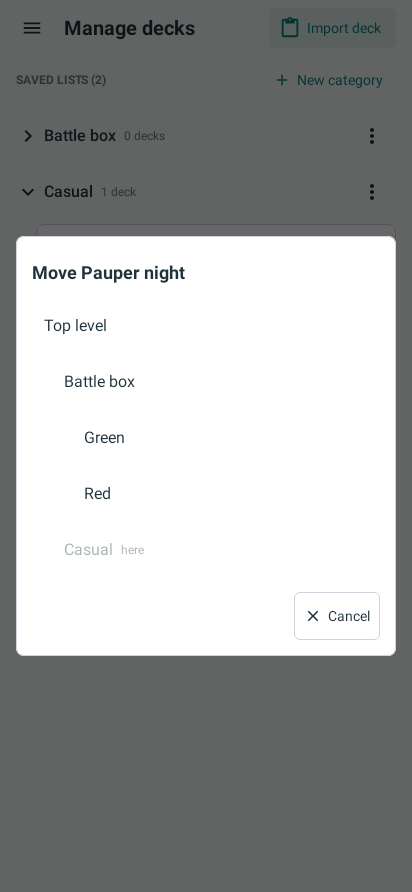 Manage decks
Import deck
SAVED LISTS (2)
New category
Battle box 0 decks
Casual 1 deck
Move Pauper night
Top level
Battle box
Green
Red
Casual here
Cancel